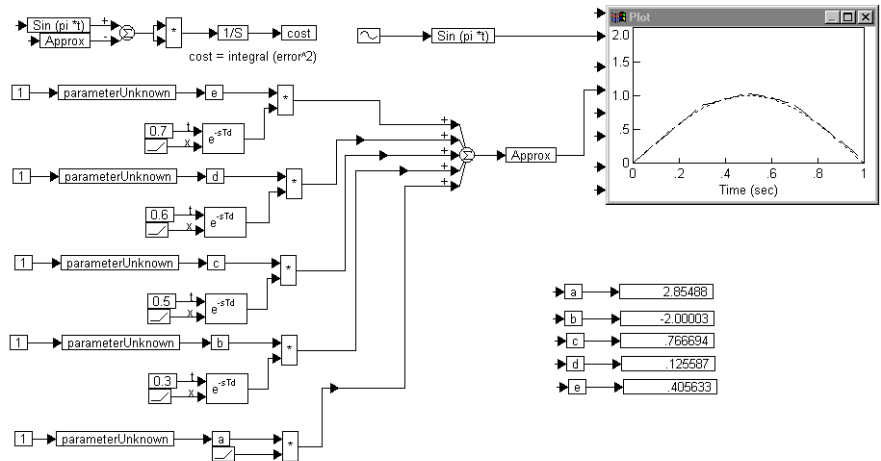 Sin (pi *t)
Approx
+
-
Σ
*
1/S
cost
cost = integral (error^2)
Sin (pi *t)
Plot
2.0
1.5
1.0
.5
0
0 .2 .4 .6 .8 1
Time (sec)
1 parameterUnknown e *
0.7 t
x
e-sTd
1 parameterUnknown d *
0.6 t
x
e-sTd
1 parameterUnknown c *
0.5 t
x
e-sTd
1 parameterUnknown b *
0.3 t
x
e-sTd
1 parameterUnknown a *
+
+
+
+
+
Σ
Approx
a 2.85488
b -2.00003
c .766694
d .125587
e .405633